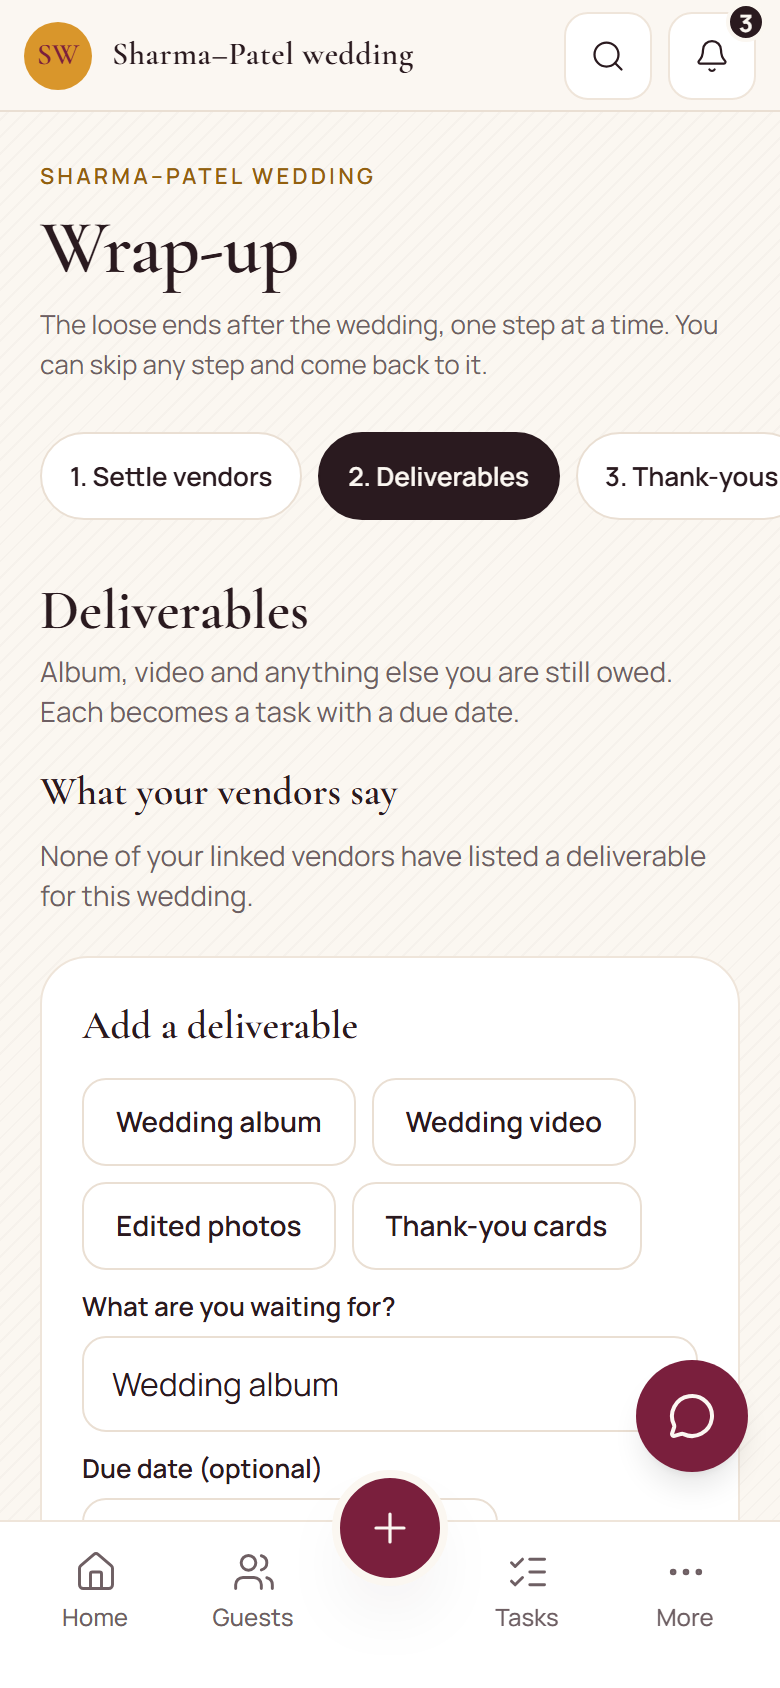 SW
Sharma–Patel wedding
3
SHARMA–PATEL WEDDING
Wrap-up
The loose ends after the wedding, one step at a time. You
can skip any step and come back to it.
1. Settle vendors
2. Deliverables
3. Thank-yous
Deliverables
Album, video and anything else you are still owed.
Each becomes a task with a due date.
What your vendors say
None of your linked vendors have listed a deliverable
for this wedding.
Add a deliverable
Wedding album
Wedding video
Edited photos
Thank-you cards
What are you waiting for?
Wedding album
Due date (optional)
Home
Guests
Tasks
More